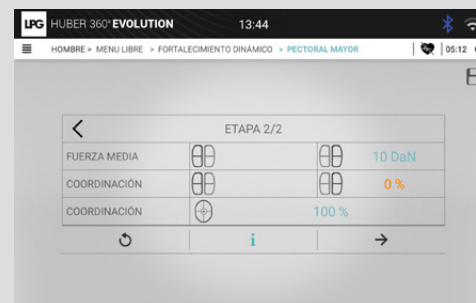 LPG HUBER 360° EVOLUTION 13:44
HOMBRE > MENU LIBRE > FORTALECIMIENTO DINÁMICO > PECTORAL MAYOR 05:12
ETAPA 2/2
FUERZA MEDIA 10 DaN
COORDINACIÓN 0 %
COORDINACIÓN 100 %
i